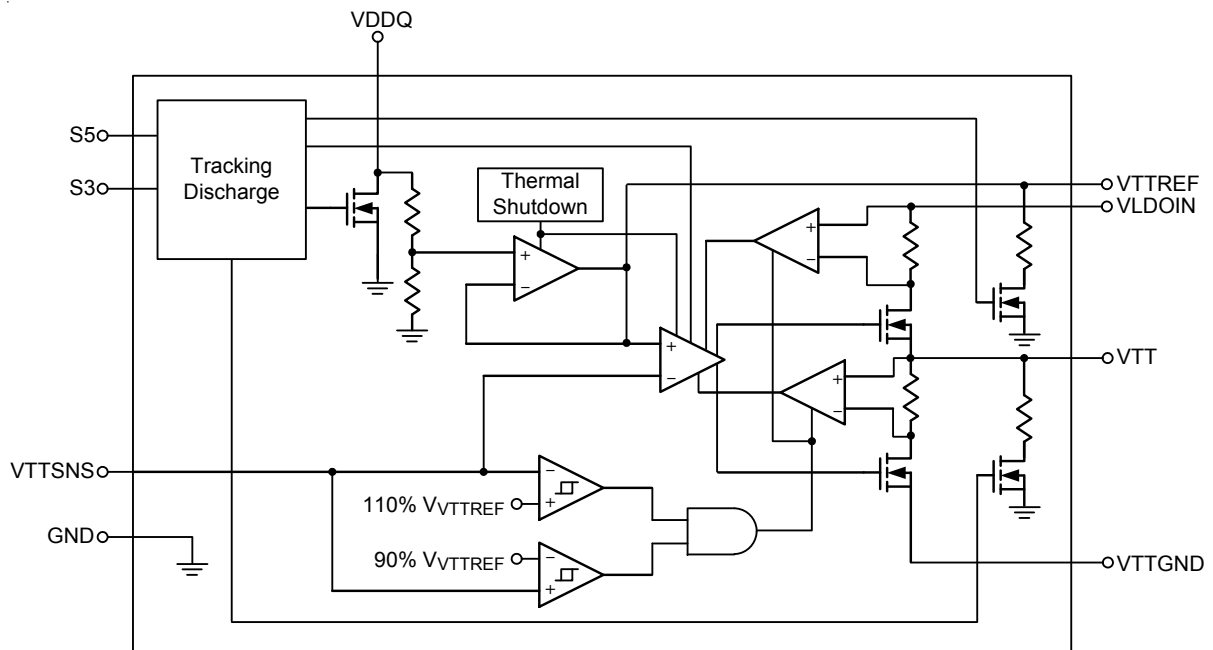 VDDQ
S5
S3
Tracking
Discharge
Thermal
Shutdown
VTTREF
VLDOIN
+
−
+
−
+
−
VTT
+
−
VTTSNS
−
110% VVTTREF
+
GND
90% VVTTREF
−
+
VTTGND